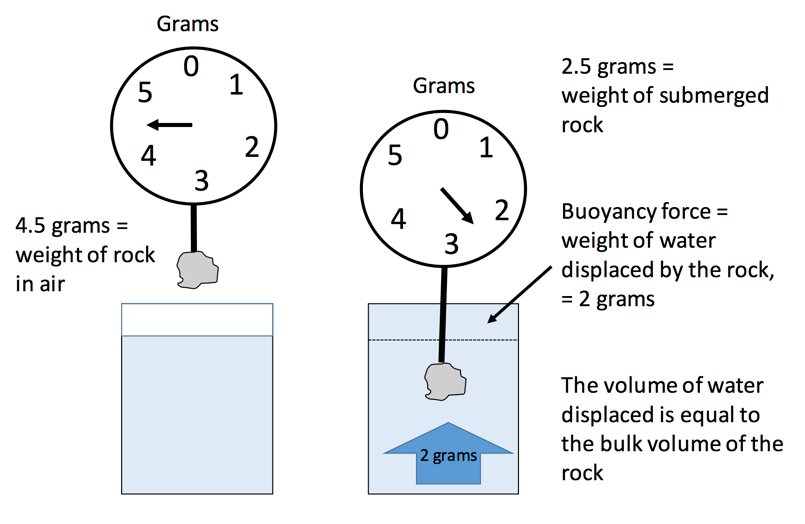 Grams
0
1
2
3
4
5
4.5 grams =
weight of rock
in air
Grams
0
1
2
3
4
5
2.5 grams =
weight of submerged
rock
Buoyancy force =
weight of water
displaced by the rock,
= 2 grams
The volume of water
displaced is equal to
the bulk volume of the
rock
2 grams